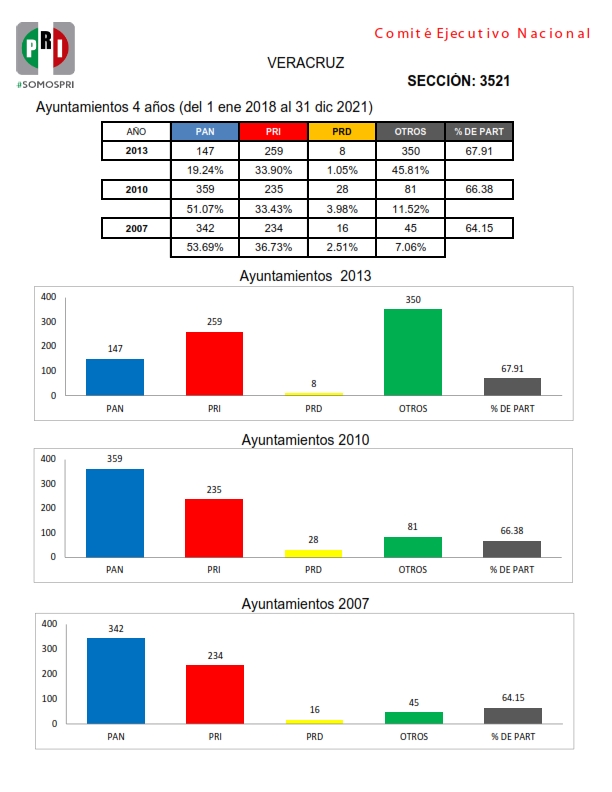 PRI
#SOMOSPRI
Comité Ejecutivo Nacional
VERACRUZ
SECCIÓN: 3521
Ayuntamientos 4 años (del 1 ene 2018 al 31 dic 2021)
AÑO PAN PRI PRD OTROS % DE PART
2013 147 259 8 350 67.91
19.24% 33.90% 1.05% 45.81%
2010 359 235 28 81 66.38
51.07% 33.43% 3.98% 11.52%
2007 342 234 16 45 64.15
53.69% 36.73% 2.51% 7.06%
Ayuntamientos 2013
400
300
200
100
0
147
259
8
350
67.91
PAN PRI PRD OTROS % DE PART
Ayuntamientos 2010
400
300
200
100
0
359
235
28
81
66.38
PAN PRI PRD OTROS % DE PART
Ayuntamientos 2007
400
300
200
100
0
342
234
16
45
64.15
PAN PRI PRD OTROS % DE PART